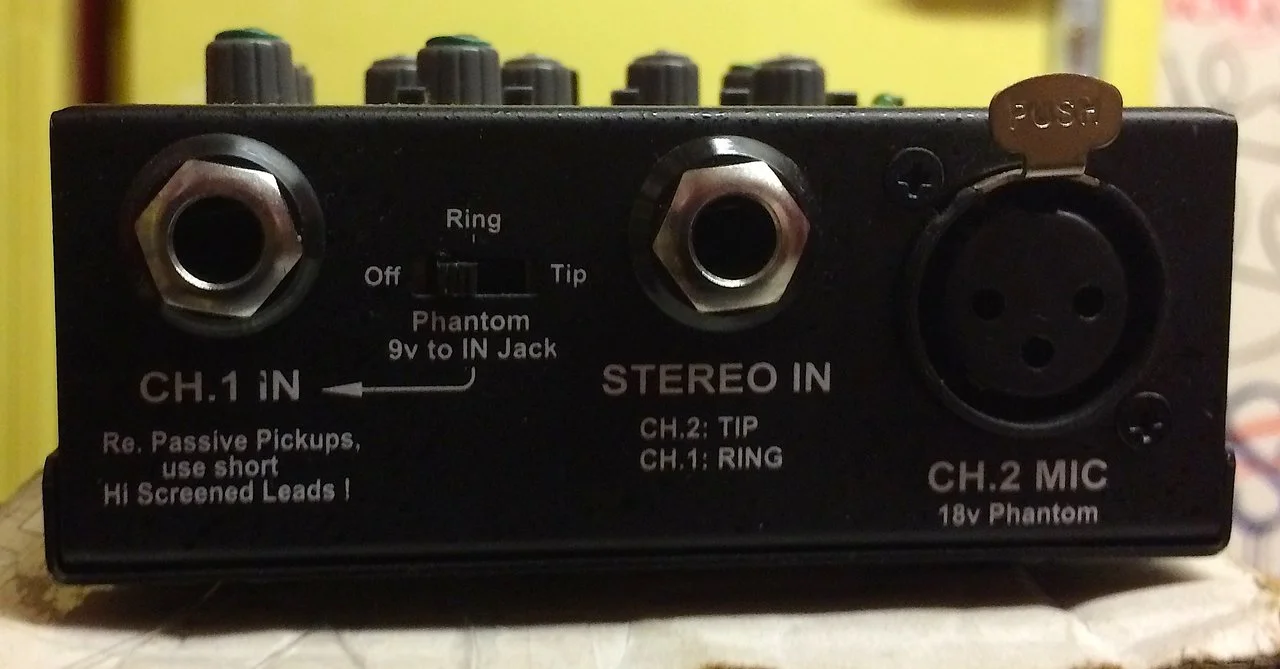 PUSH
Ring
Off
Tip
Phantom
9v to IN Jack
CH.1 IN
Re. Passive Pickups,
use short
Hi Screened Leads !
STEREO IN
CH.2: TIP
CH.1: RING
CH.2 MIC
18v Phantom